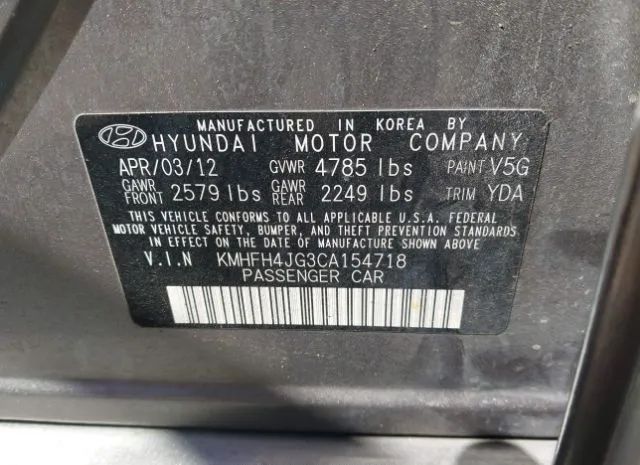 MANUFACTURED IN KOREA BY
HYUNDAI MOTOR COMPANY
APR/03/12 GVWR 4785 lbs PAINT V5G
GAWR FRONT 2579 lbs GAWR REAR 2249 lbs TRIM YDA
THIS VEHICLE CONFORMS TO ALL APPLICABLE U.S.A. FEDERAL
MOTOR VEHICLE SAFETY, BUMPER, AND THEFT PREVENTION STANDARDS
IN EFFECT ON THE DATE OF MANUFACTURE SHOWN ABOVE
V.I.N KMHFH4JG3CA154718
PASSENGER CAR